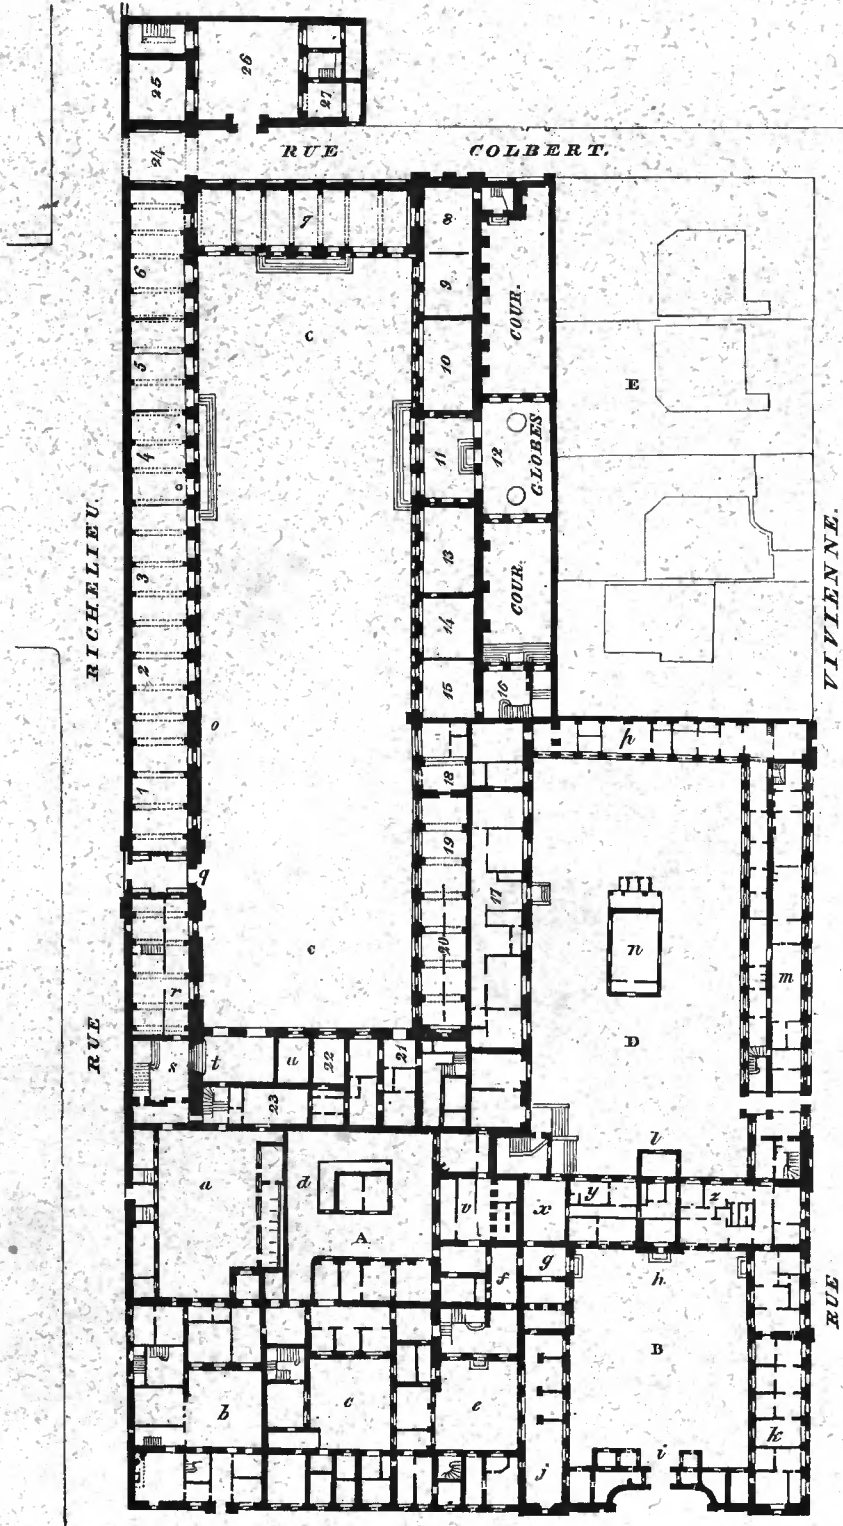 26
25
27
24
RUE COLBERT.
7
8
6
9
COUR.
C
10
5
E
4
11
12
GLOBES
RICHELIEU.
VIVIENNE.
13
3
COUR.
14
2
15
16
o
p
18
1
19
q
17
20
n
c
m
r
RUE
D
s
t
u
22
21
23
l
a
d
v
x
y
z
A
g
f
h
RUE
B
b
c
e
k
i
j